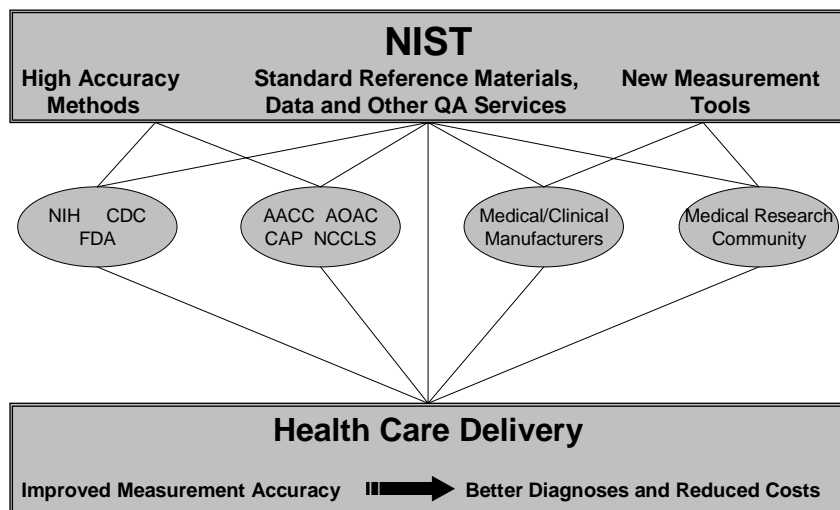 NIST
High Accuracy Methods
Standard Reference Materials, Data and Other QA Services
New Measurement Tools
NIH CDC
FDA
AACC AOAC
CAP NCCLS
Medical/Clinical
Manufacturers
Medical Research
Community
Health Care Delivery
Improved Measurement Accuracy
Better Diagnoses and Reduced Costs